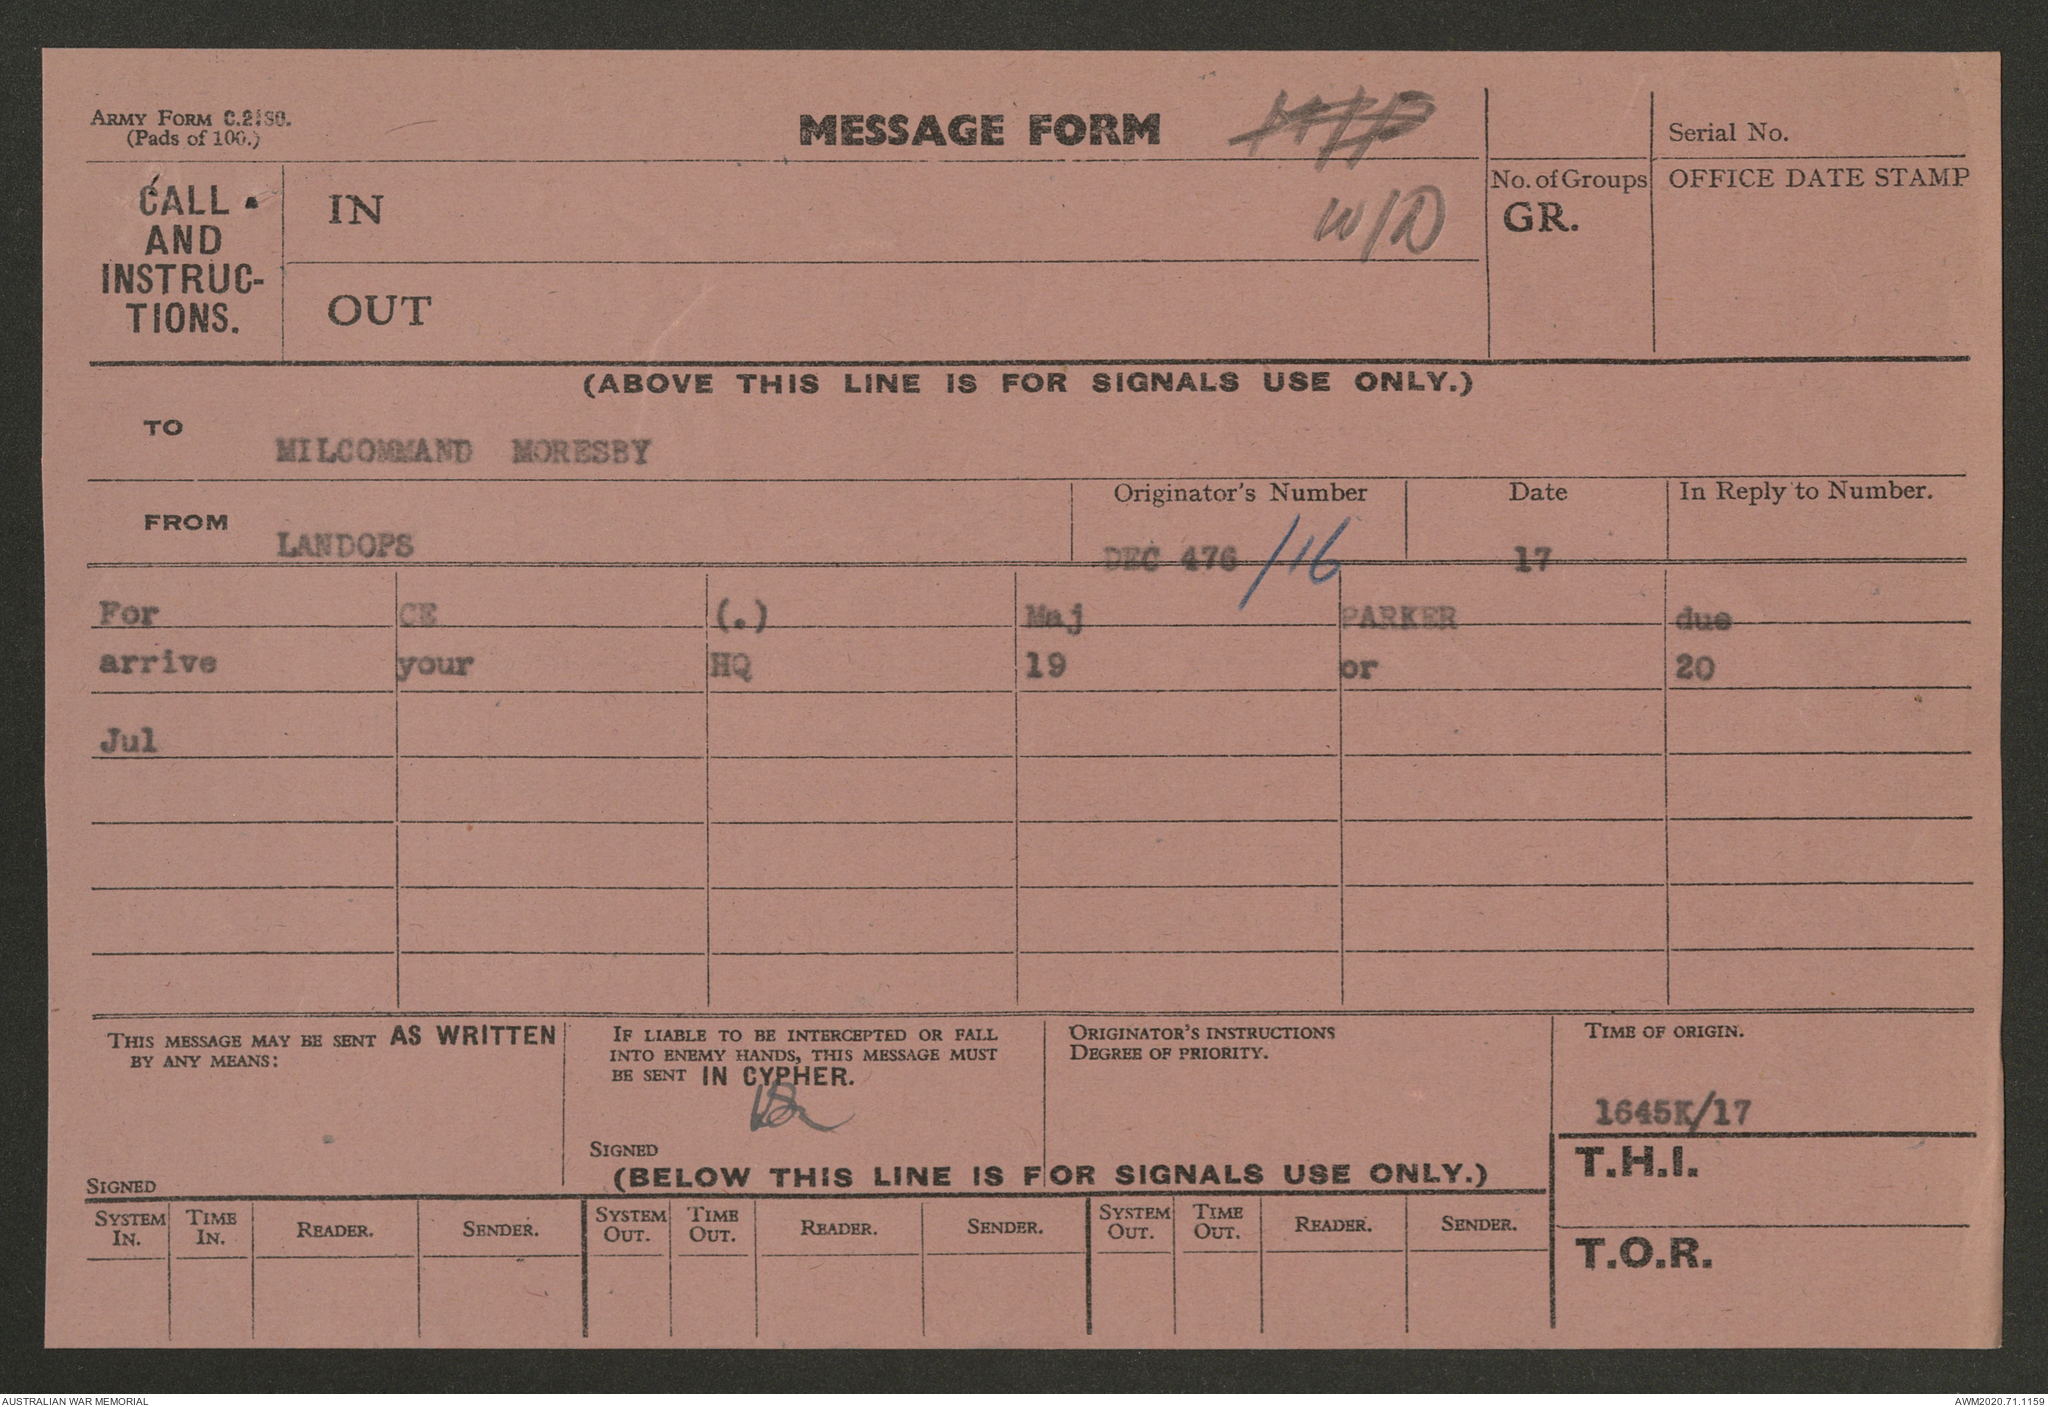 ARMY FORM C.2130.
(Pads of 100.)
MESSAGE FORM
Serial No.
CALL
AND
INSTRUC-
TIONS.
IN
W/D
No. of Groups
GR.
OFFICE DATE STAMP
OUT
(ABOVE THIS LINE IS FOR SIGNALS USE ONLY.)
TO
MILCOMMAND MORESBY
FROM
LANDOPS
Originator's Number
DEC 476 /16
Date
17
In Reply to Number.
For CE (.) Maj PARKER due
arrive your HQ 19 or 20
Jul
THIS MESSAGE MAY BE SENT AS WRITTEN
BY ANY MEANS:
SIGNED
IF LIABLE TO BE INTERCEPTED OR FALL
INTO ENEMY HANDS, THIS MESSAGE MUST
BE SENT IN CYPHER.
SIGNED
ORIGINATOR'S INSTRUCTIONS
DEGREE OF PRIORITY.
TIME OF ORIGIN.
1645K/17
(BELOW THIS LINE IS FOR SIGNALS USE ONLY.)
T.H.I.
T.O.R.
SYSTEM IN. TIME IN. READER. SENDER. SYSTEM OUT. TIME OUT. READER. SENDER. SYSTEM OUT. TIME OUT. READER. SENDER.
AUSTRALIAN WAR MEMORIAL
AWM2020.71.1159